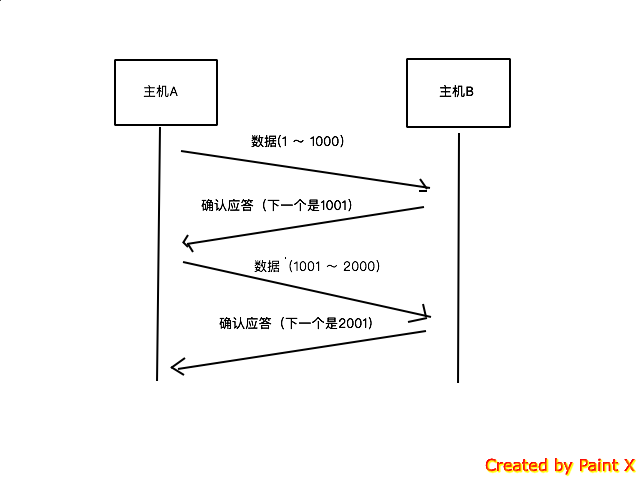 主机A
主机B
数据(1 ～ 1000)
确认应答（下一个是1001)
数据 (1001 ～ 2000)
确认应答（下一个是2001)
Created by Paint X